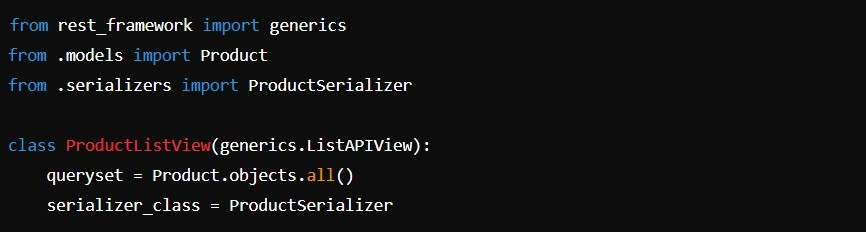 from rest_framework import generics
from .models import Product
from .serializers import ProductSerializer

class ProductListView(generics.ListAPIView):
    queryset = Product.objects.all()
    serializer_class = ProductSerializer